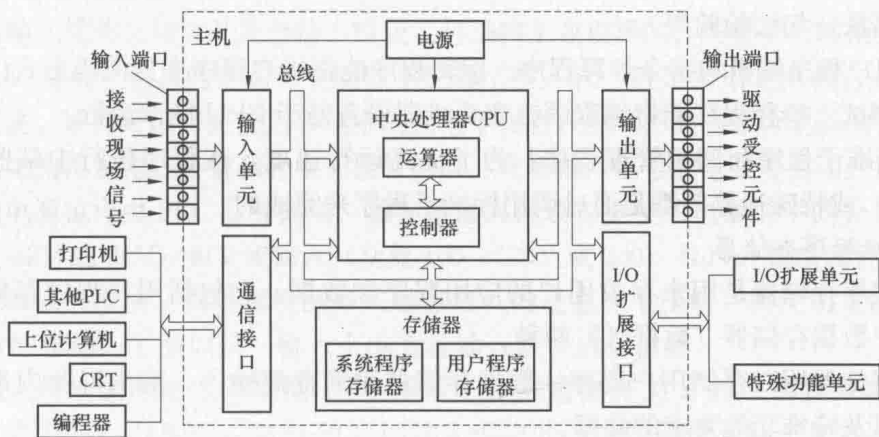 主机
电源
输入端口
总线
输出端口
接收现场信号
输入单元
中央处理器CPU
运算器
控制器
输出单元
驱动受控元件
打印机
其他PLC
上位计算机
CRT
编程器
通信接口
存储器
系统程序 用户程序
存储器 存储器
I/O扩展接口
I/O扩展单元
特殊功能单元